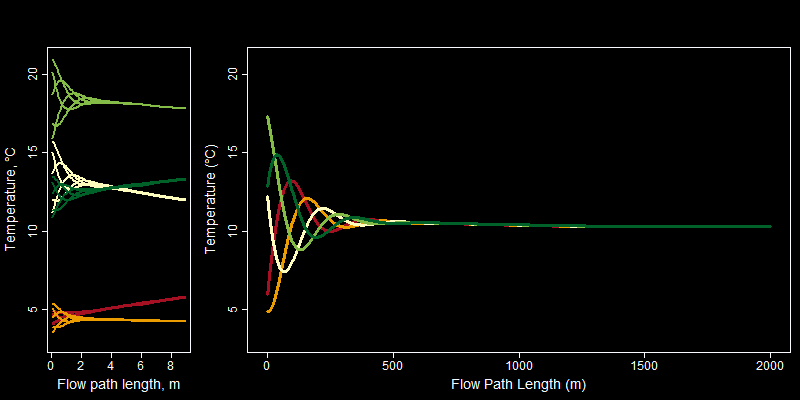 Temperature, °C
20
15
10
5
0 2 4 6 8
Flow path length, m
Temperature (°C)
20
15
10
5
0 500 1000 1500 2000
Flow Path Length (m)